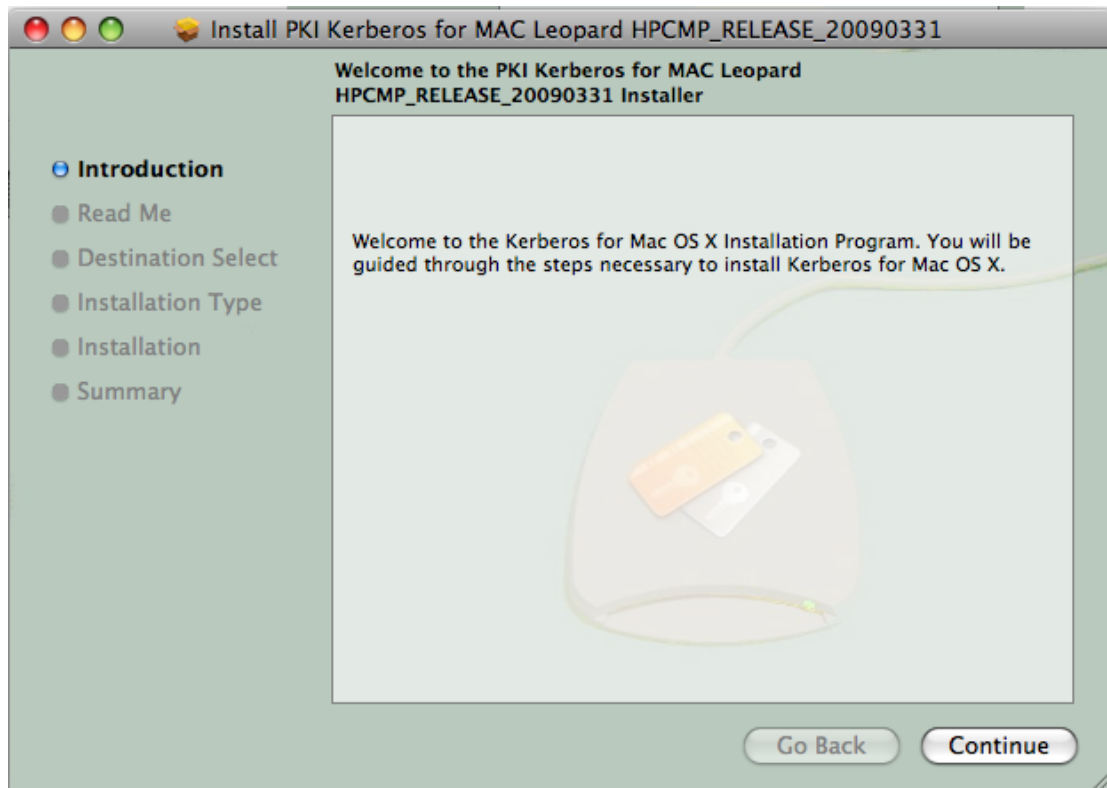 Install PKI Kerberos for MAC Leopard HPCMP_RELEASE_20090331
Welcome to the PKI Kerberos for MAC Leopard
HPCMP_RELEASE_20090331 Installer
Introduction
Read Me
Destination Select
Installation Type
Installation
Summary
Welcome to the Kerberos for Mac OS X Installation Program. You will be
guided through the steps necessary to install Kerberos for Mac OS X.
Go Back
Continue